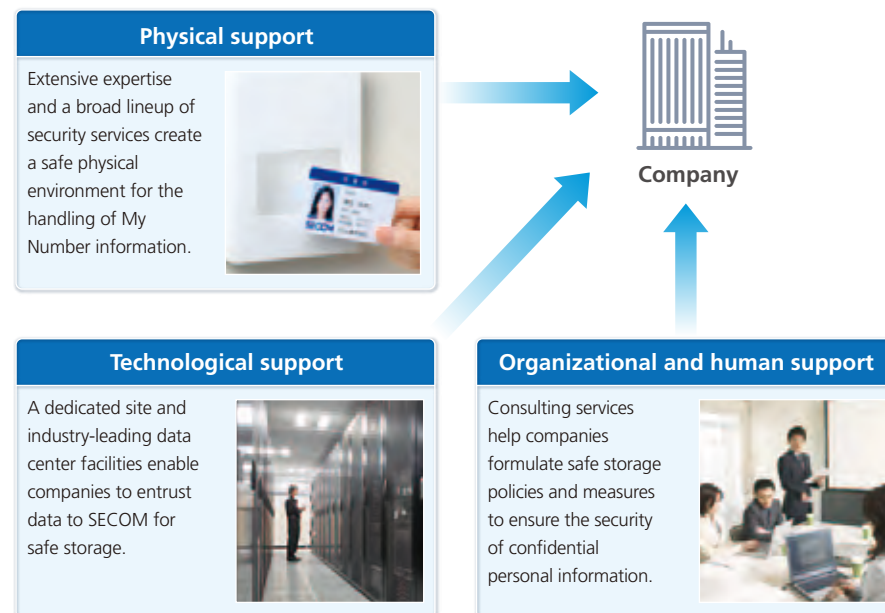 Physical support
Extensive expertise
and a broad lineup of
security services create
a safe physical
environment for the
handling of My
Number information.
SECOM
Company
Technological support
A dedicated site and
industry-leading data
center facilities enable
companies to entrust
data to SECOM for
safe storage.
Organizational and human support
Consulting services
help companies
formulate safe storage
policies and measures
to ensure the security
of confidential
personal information.